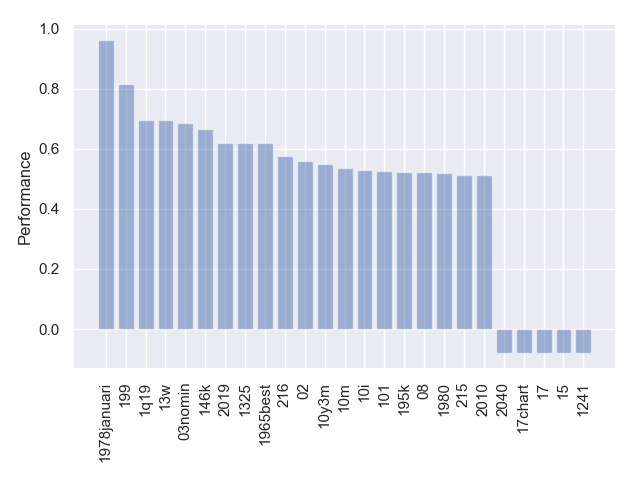 1.0
0.8
0.6
0.4
0.2
0.0
Performance
1978januari
199
1q19
13w
03nomin
146k
2019
1325
1965best
216
02
10y3m
10m
10i
101
195k
08
1980
215
2010
2040
17chart
17
15
1241